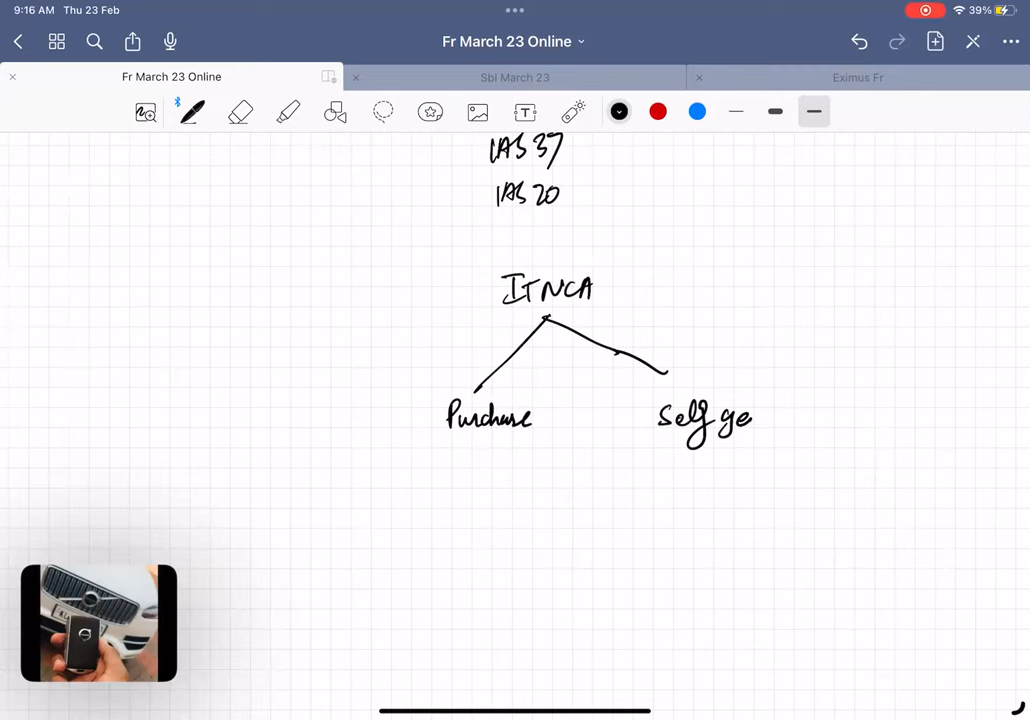 9:16 AM Thu 23 Feb
39%
Fr March 23 Online
Fr March 23 Online
Sbl March 23
Eximus Fr
T
IAS 37
IAS 20
ITNCA
Purchase
Self ge